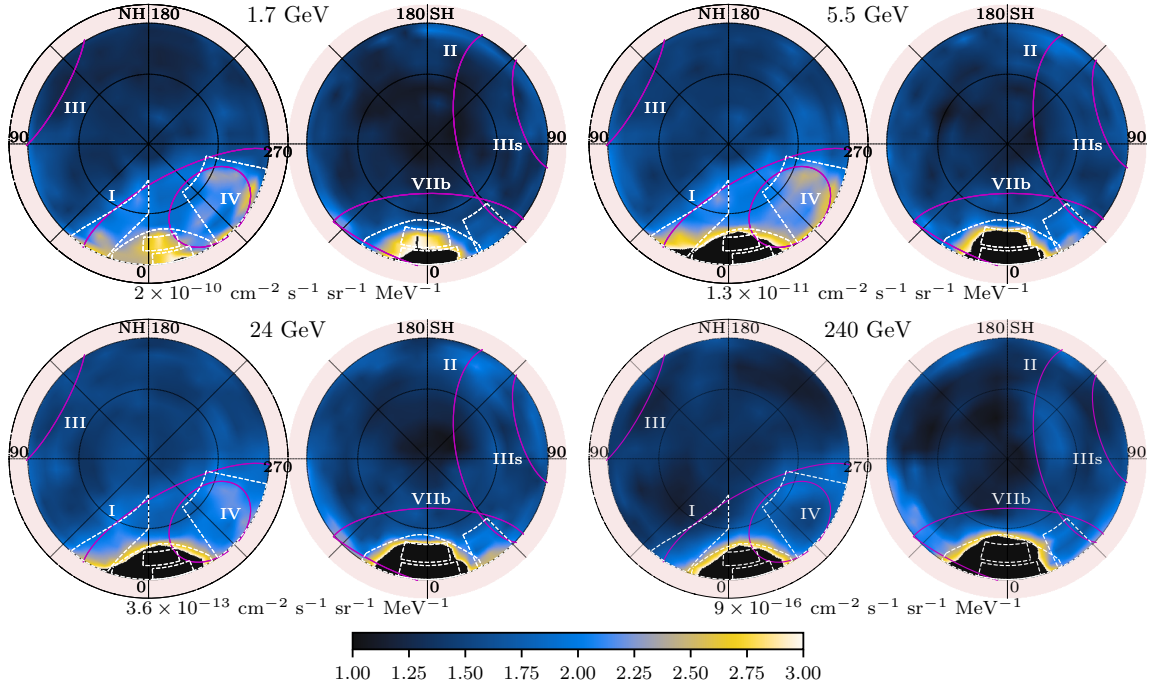 NH 180 1.7 GeV 180 SH NH 180 5.5 GeV 180 SH
II II
III III
90 270 IIIs 90 90 270 IIIs 90
I IV VIIb I IV VIIb
0 0 0 0
2 × 10⁻¹⁰ cm⁻² s⁻¹ sr⁻¹ MeV⁻¹ 1.3 × 10⁻¹¹ cm⁻² s⁻¹ sr⁻¹ MeV⁻¹
NH 180 24 GeV 180 SH NH 180 240 GeV 180 SH
II II
III III
90 270 IIIs 90 90 270 IIIs 90
I IV VIIb I IV VIIb
0 0 0 0
3.6 × 10⁻¹³ cm⁻² s⁻¹ sr⁻¹ MeV⁻¹ 9 × 10⁻¹⁶ cm⁻² s⁻¹ sr⁻¹ MeV⁻¹
1.00 1.25 1.50 1.75 2.00 2.25 2.50 2.75 3.00